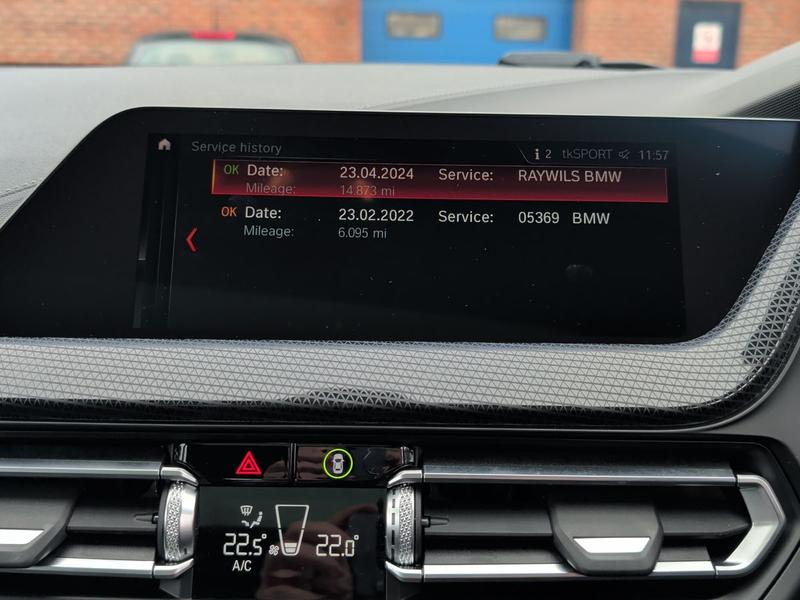 Service history
2 tkSPORT 11:57
OK Date: 23.04.2024 Service: RAYWILS BMW
Mileage: 14.873 mi
OK Date: 23.02.2022 Service: 05369 BMW
Mileage: 6.095 mi
22.5° 22.0°
A/C